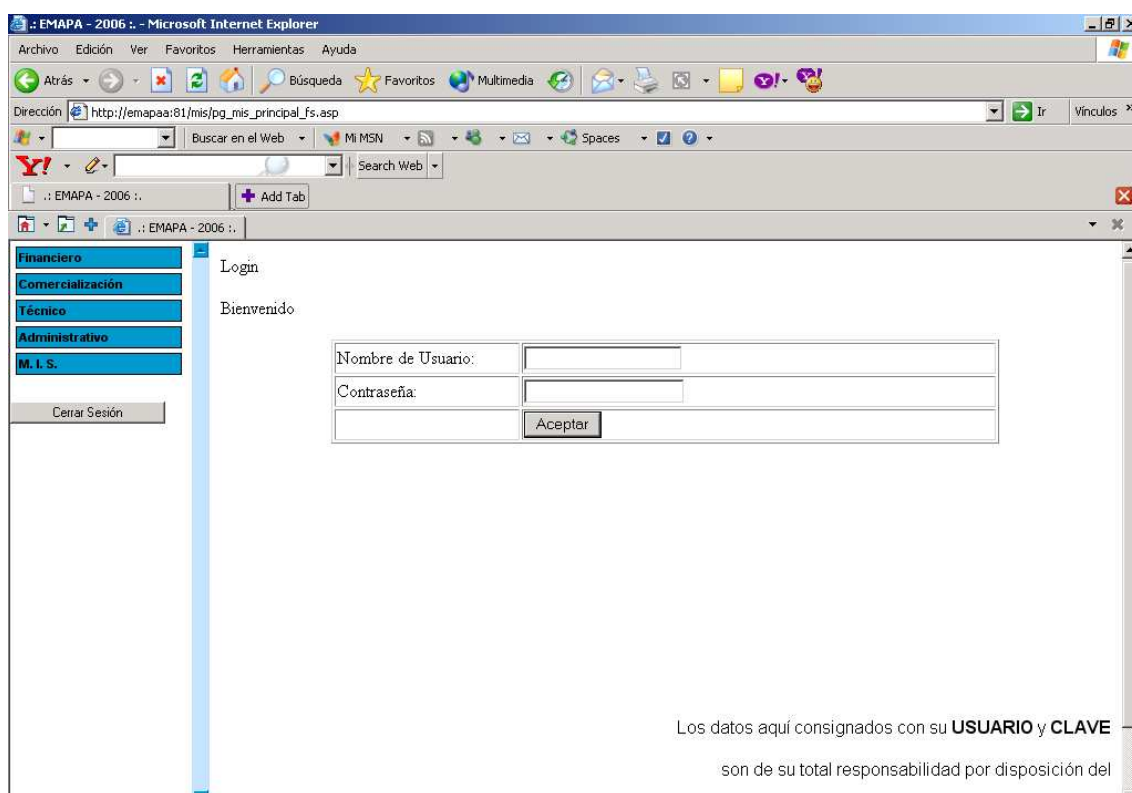 .: EMAPA - 2006 :. - Microsoft Internet Explorer
Archivo Edición Ver Favoritos Herramientas Ayuda
Atrás Búsqueda Favoritos Multimedia
Dirección http://emapaa:81/mis/pg_mis_principal_fs.asp Ir Vínculos »
Buscar en el Web Mi MSN Spaces
Y! Search Web
.: EMAPA - 2006 :. Add Tab
.: EMAPA - 2006 :.
Financiero
Comercialización
Técnico
Administrativo
M. I. S.
Cerrar Sesión
Login
Bienvenido
Nombre de Usuario:
Contraseña:
Aceptar
Los datos aquí consignados con su USUARIO y CLAVE
son de su total responsabilidad por disposición del